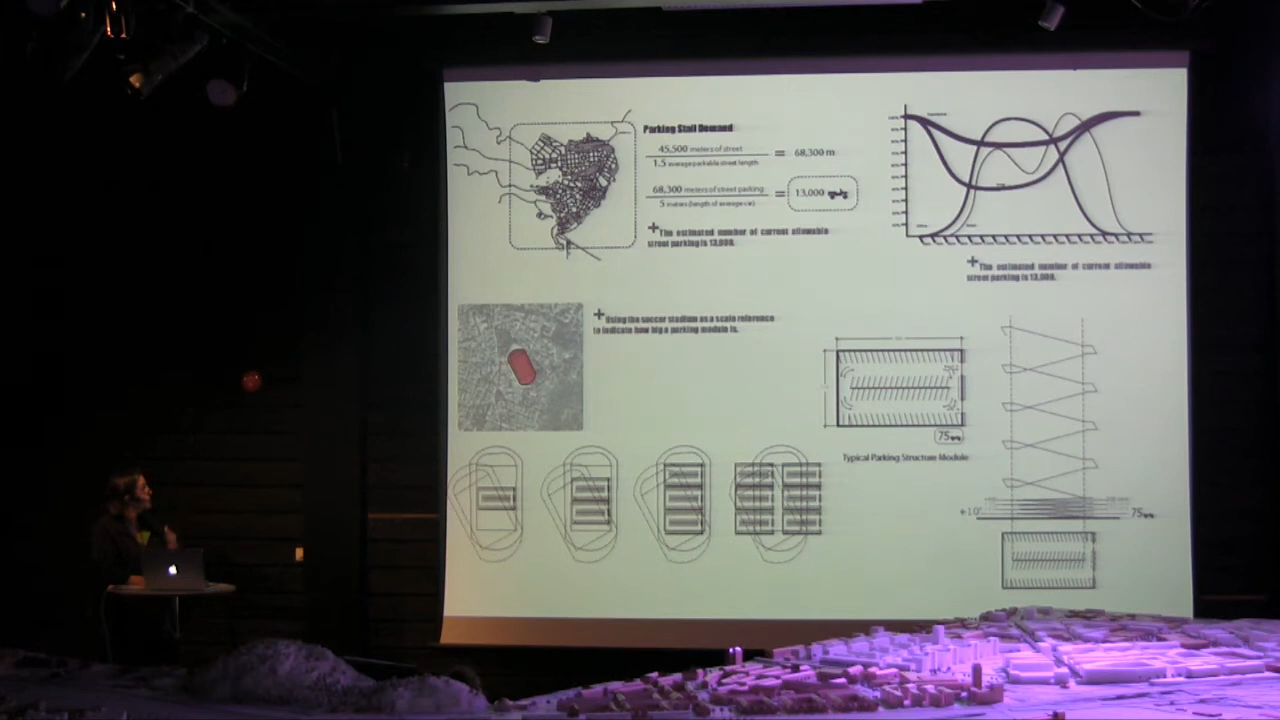 Parking Stall Demand
45,500 meters of street
1.5 average parkable street length
= 68,300 m
68,300 meters of street parking
5 meters (length of average car)
= 13,000
+ The estimated number of current allowable
street parking is 13,000.
+ The estimated number of current allowable
street parking is 13,000.
+ Using the soccer stadium as a scale reference
to indicate how big a parking module is.
75
Typical Parking Structure Module
+10'
75